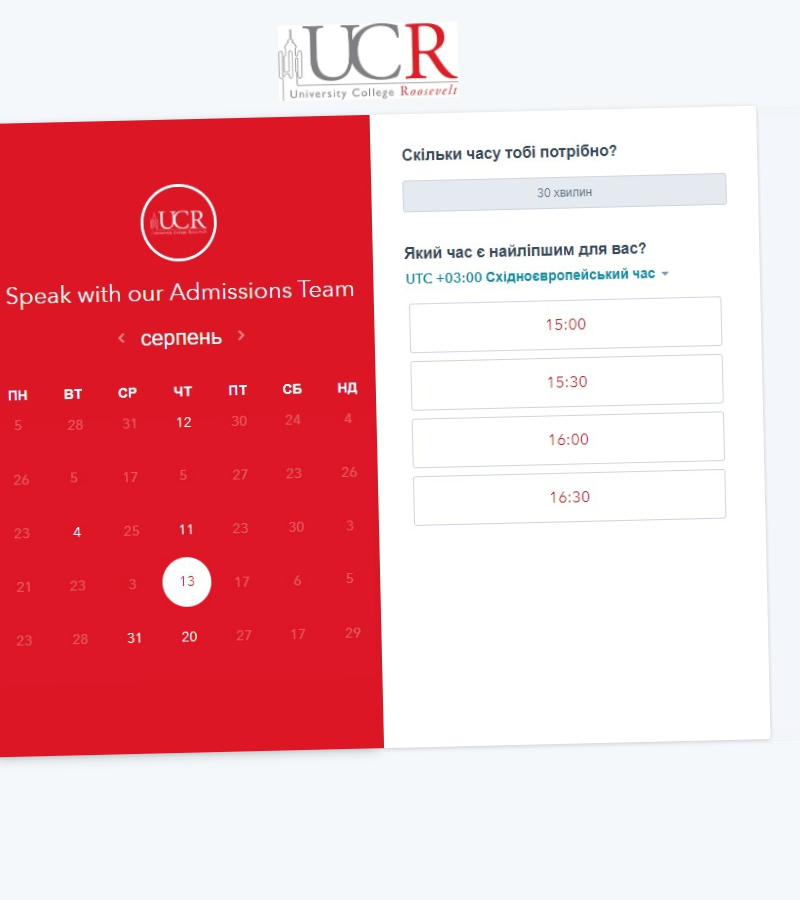 UCR
University College Roosevelt
UCR
Speak with our Admissions Team
серпень
ПН ВТ СР ЧТ ПТ СБ НД
5 28 31 12 30 24 4
26 5 17 5 27 23 26
23 4 25 11 23 30 3
21 23 3 13 17 6 5
23 28 31 20 27 17 29
Скільки часу тобі потрібно?
30 хвилин
Який час є найліпшим для вас?
UTC +03:00 Східноєвропейський час
15:00
15:30
16:00
16:30